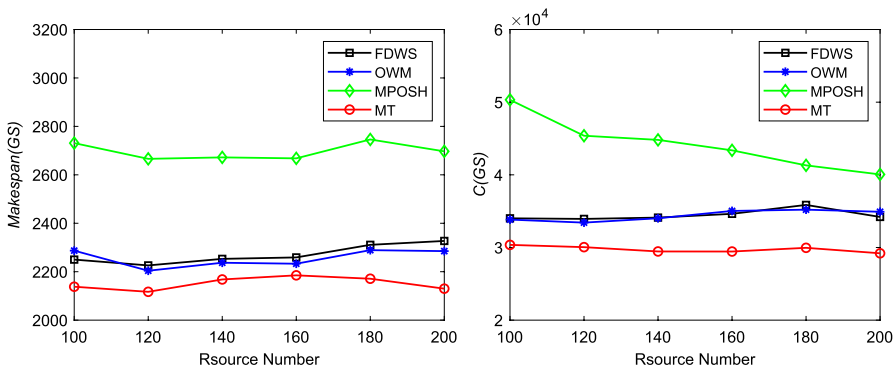 3200
3000
2800
2600
2400
2200
2000
Makespan(GS)
100 120 140 160 180 200
Rsource Number
FDWS
OWM
MPOSH
MT
×10⁴
6
5
4
3
2
C(GS)
100 120 140 160 180 200
Rsource Number
FDWS
OWM
MPOSH
MT